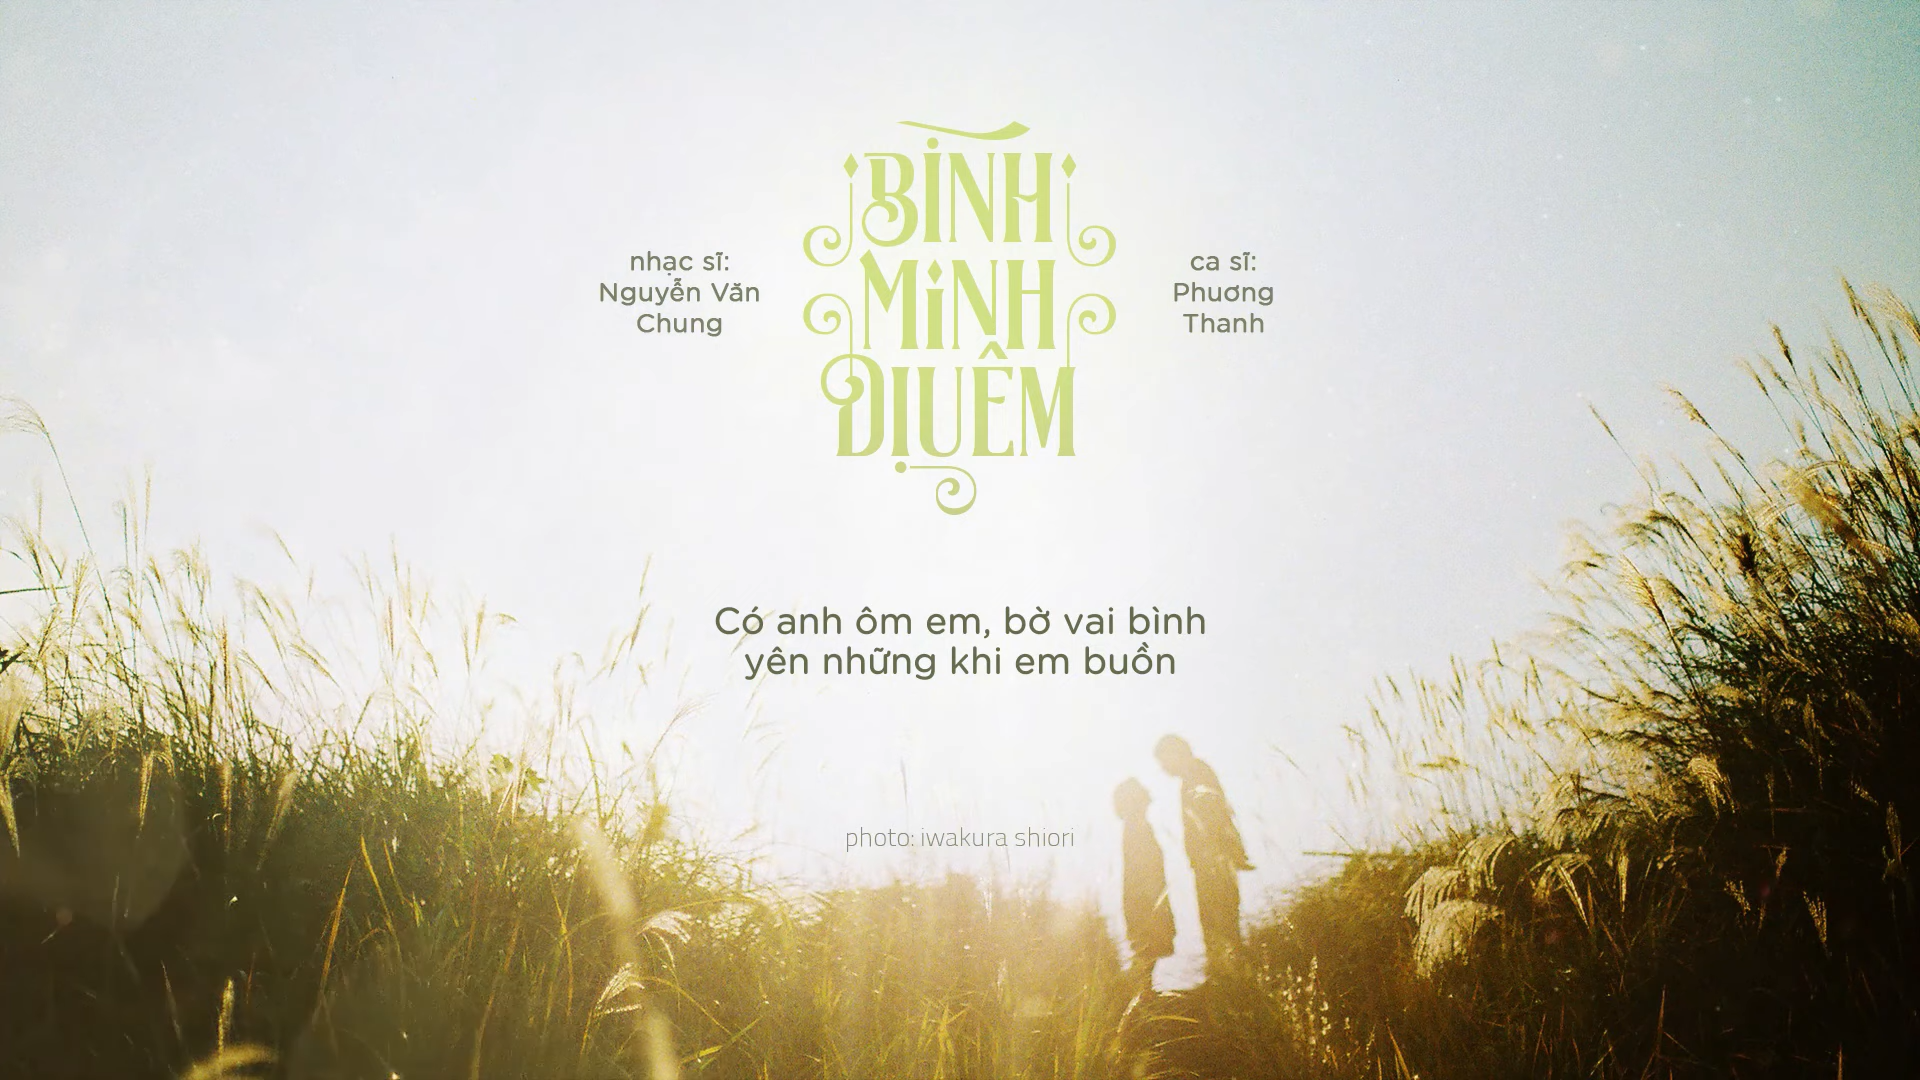 BÌNH
MINH
DỊU ÊM
nhạc sĩ:
Nguyễn Văn
Chung
ca sĩ:
Phương
Thanh
Có anh ôm em, bờ vai bình
yên những khi em buồn
photo: iwakura shiori